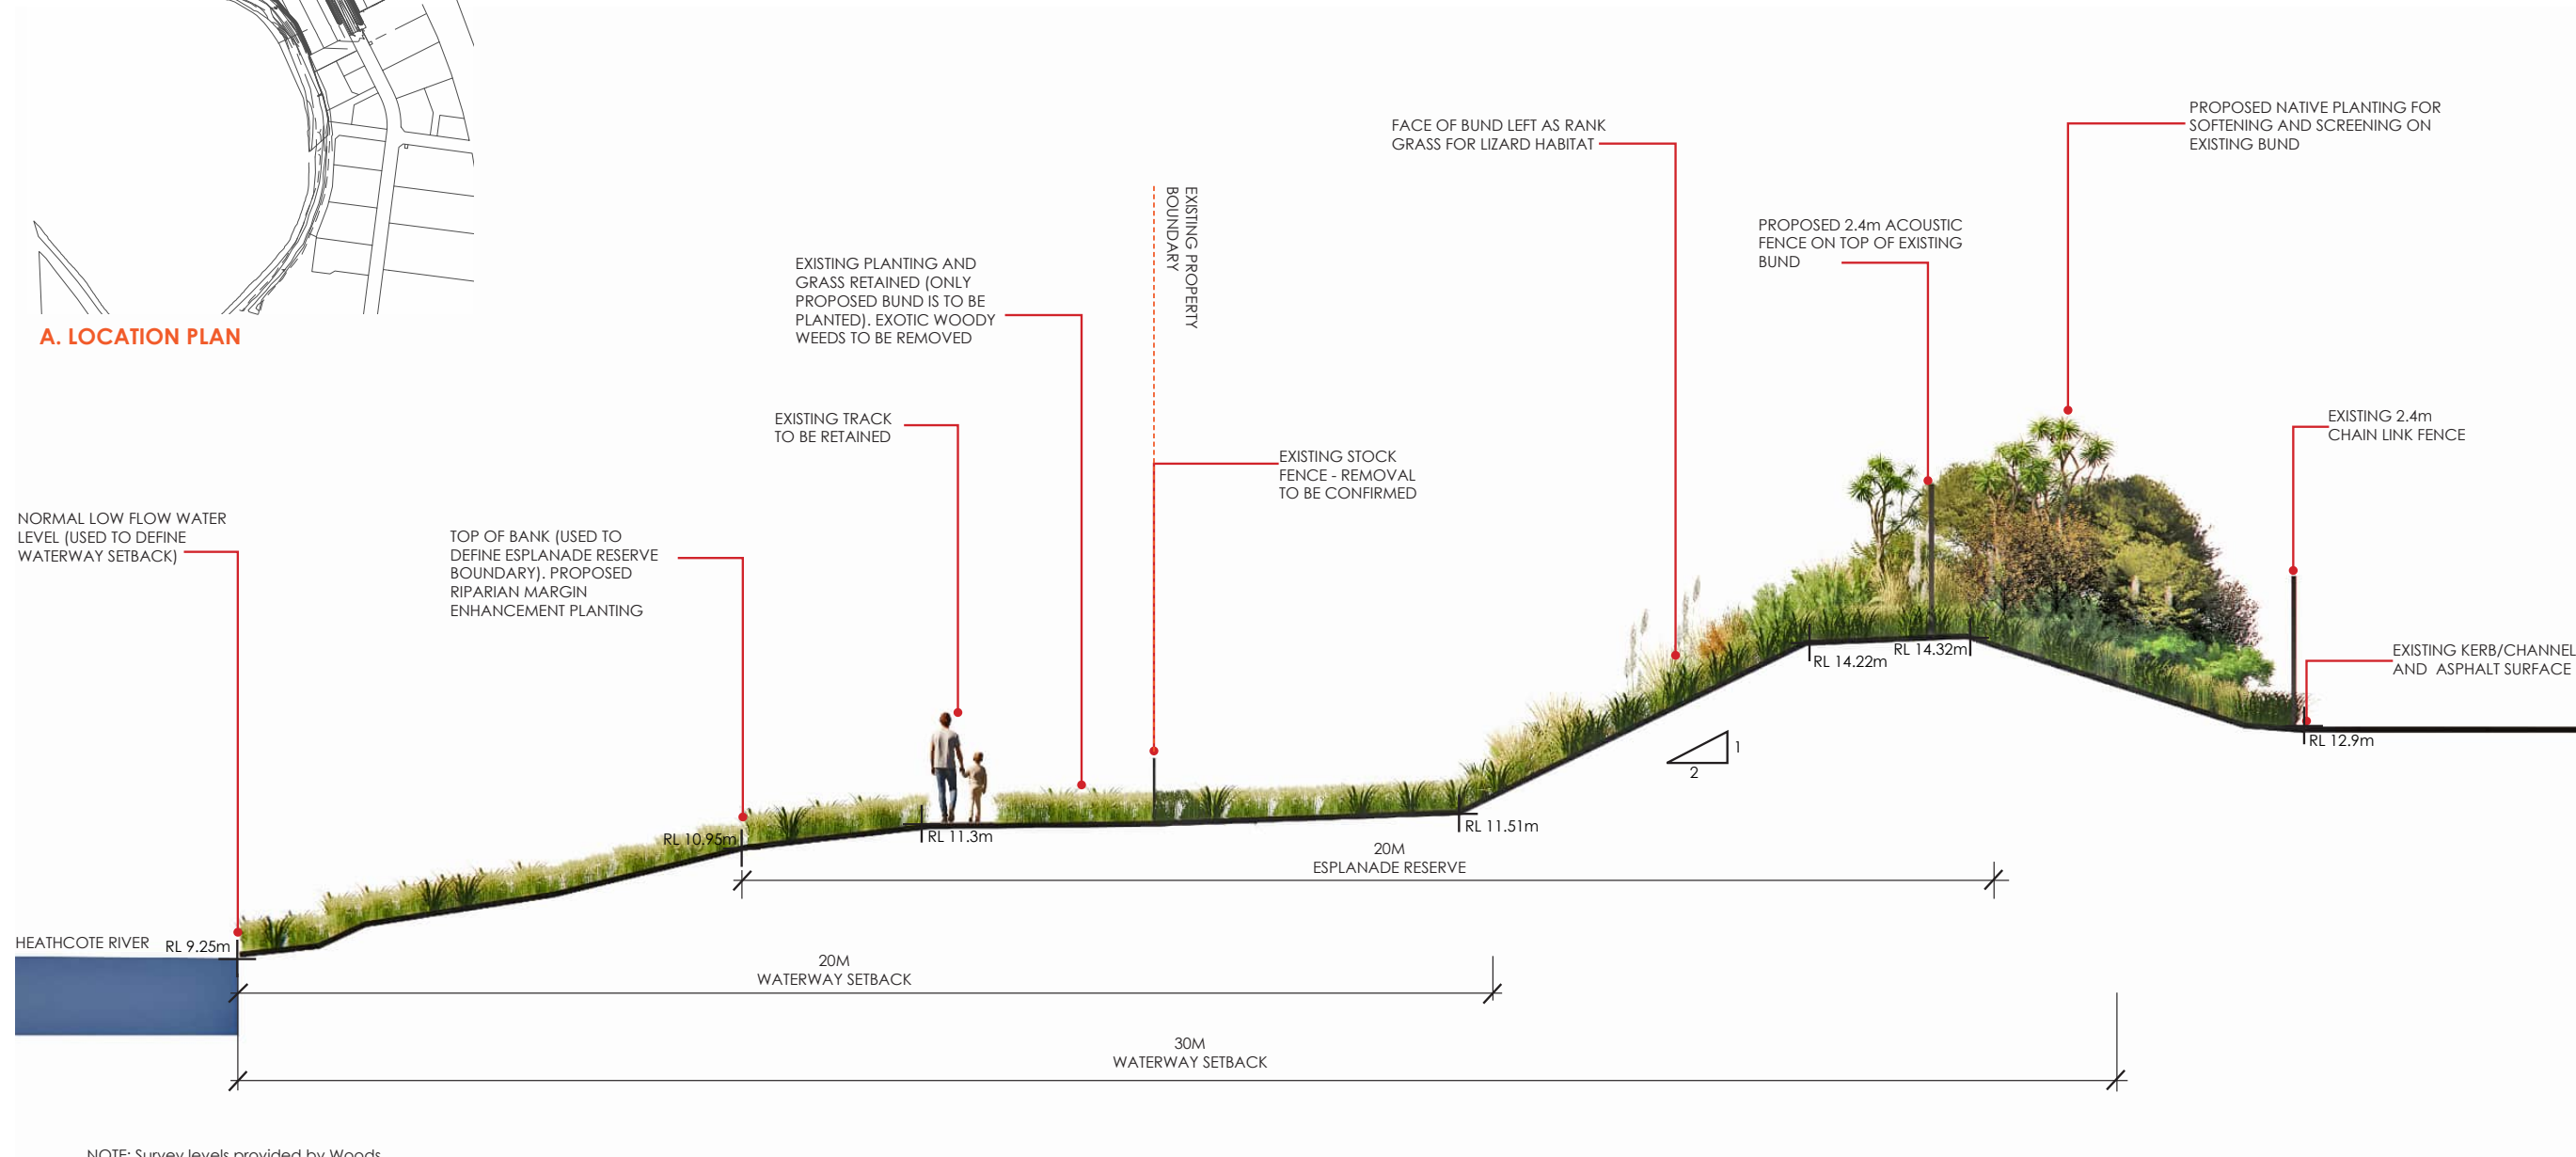 A. LOCATION PLAN
NORMAL LOW FLOW WATER
LEVEL (USED TO DEFINE
WATERWAY SETBACK)
TOP OF BANK (USED TO
DEFINE ESPLANADE RESERVE
BOUNDARY). PROPOSED
RIPARIAN MARGIN
ENHANCEMENT PLANTING
EXISTING TRACK
TO BE RETAINED
EXISTING PLANTING AND
GRASS RETAINED (ONLY
PROPOSED BUND IS TO BE
PLANTED). EXOTIC WOODY
WEEDS TO BE REMOVED
EXISTING PROPERTY
BOUNDARY
EXISTING STOCK
FENCE - REMOVAL
TO BE CONFIRMED
FACE OF BUND LEFT AS RANK
GRASS FOR LIZARD HABITAT
PROPOSED 2.4m ACOUSTIC
FENCE ON TOP OF EXISTING
BUND
PROPOSED NATIVE PLANTING FOR
SOFTENING AND SCREENING ON
EXISTING BUND
EXISTING 2.4m
CHAIN LINK FENCE
EXISTING KERB/CHANNEL
AND ASPHALT SURFACE
HEATHCOTE RIVER
RL 9.25m
RL 10.95m
RL 11.3m
RL 11.51m
RL 14.22m
RL 14.32m
RL 12.9m
1
2
20M
ESPLANADE RESERVE
20M
WATERWAY SETBACK
30M
WATERWAY SETBACK
NOTE: Survey levels provided by Woods